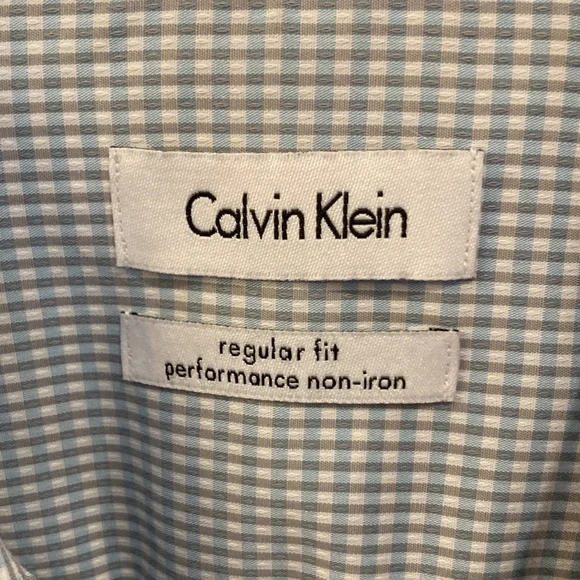 Calvin Klein
regular fit
performance non-iron